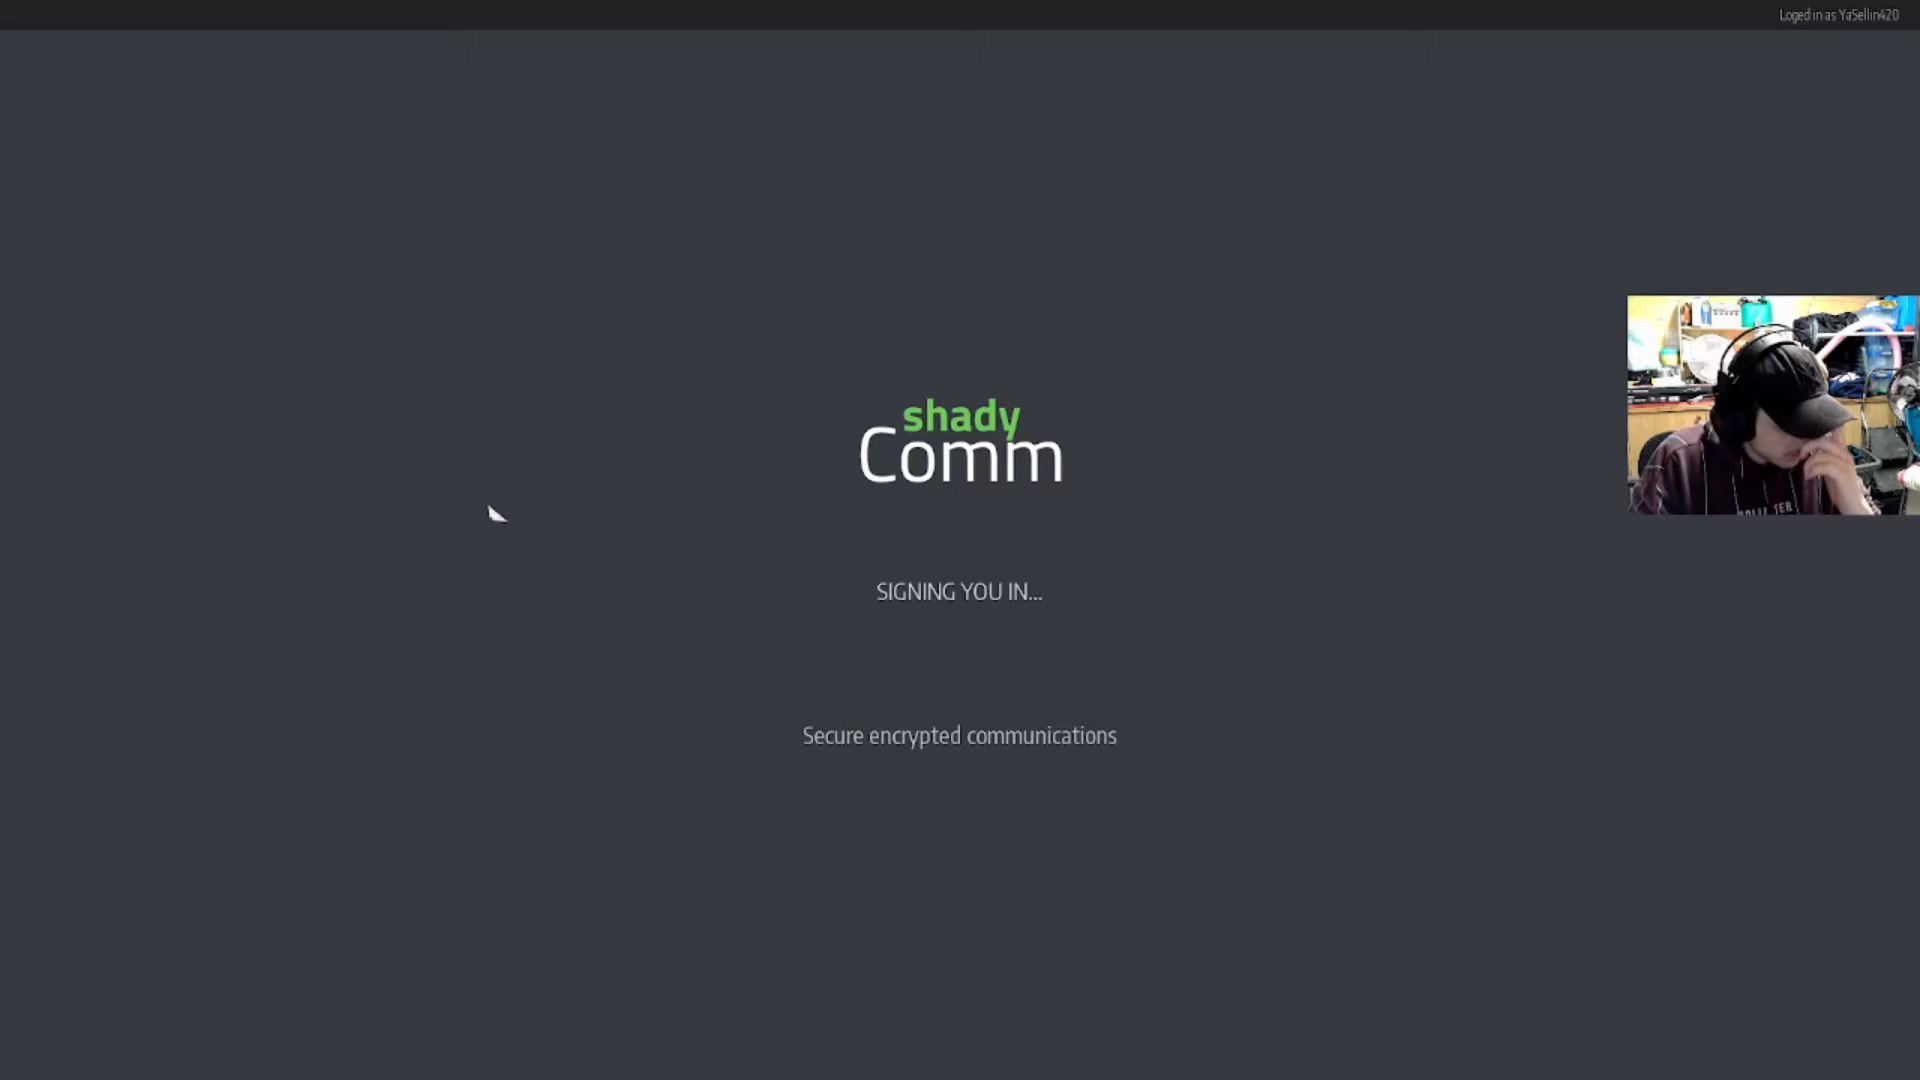 Loged in as YaSellin420
shady
Comm
SIGNING YOU IN...
Secure encrypted communications